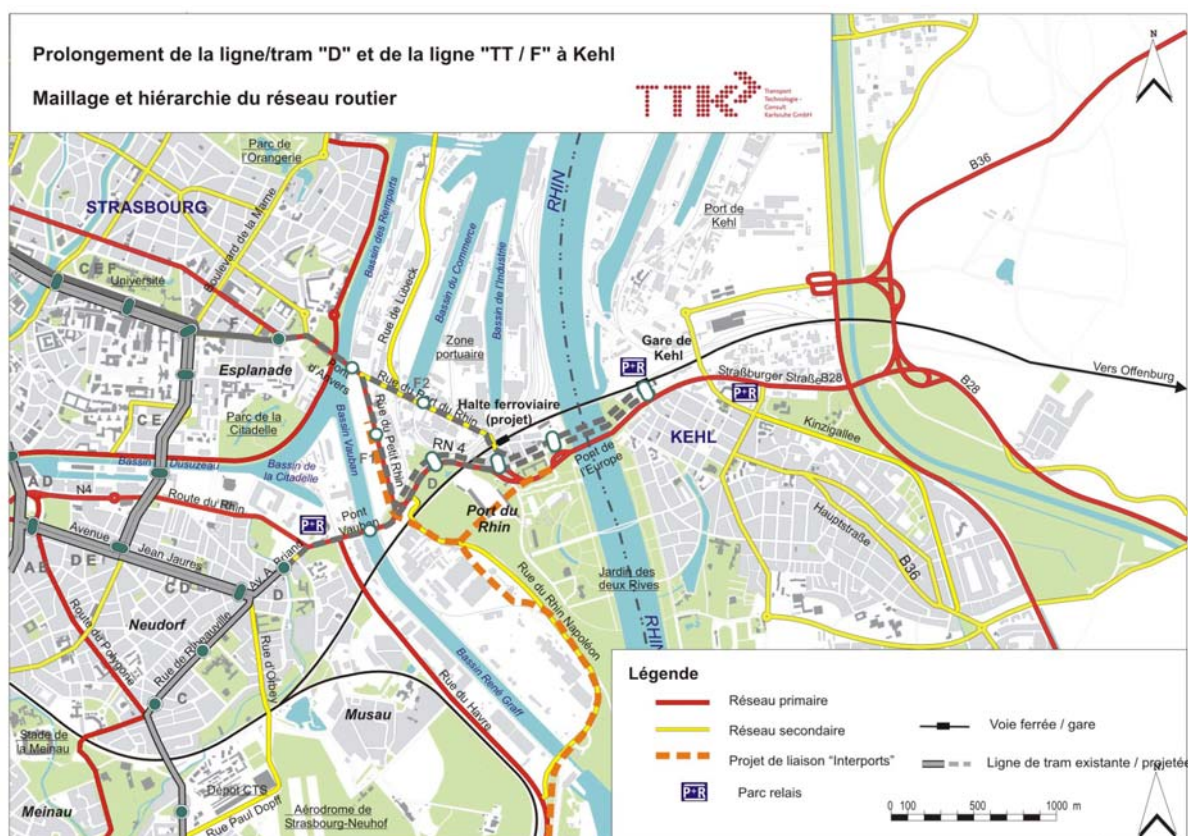 Prolongement de la ligne/tram "D" et de la ligne "TT / F" à Kehl
Maillage et hiérarchie du réseau routier
TTK
Transport
Technologie -
Consult
Karlsruhe GmbH
N
Parc de
l'Orangerie
STRASBOURG
Boulevard de la Marne
Bassin des Remparts
RHIN
B36
Port de
Kehl
C E F
Université
Rue de Lübeck
Bassin du Commerce
Bassin de l'Industrie
F
Zone
portuaire
Gare de
Kehl
P+R
Vers Offenburg
Esplanade
Pont
d'Anvers
F2
Rue du Port du Rhin
Straßburger Straße
B28
B28
P+R
C E
Parc de la
Citadelle
Halte ferroviaire
(projet)
Rue du Petit Rhin
F1
RN 4
KEHL
Kinzigallee
Bassin Dusuzeau
Bassin de
la Citadelle
Bassin Vauban
D
Pont de
l'Europe
A D
N4
Route du Rhin
P+R
Pont
Vauban
Port du
Rhin
Hauptstraße
Avenue
Jean Jaures
D E
Av. A. Briand
A E
C D
D
Jardin des
deux Rives
B36
Neudorf
Route du Polygone
Rue de Ribeauville
Rue d'Orbey
Rue du Rhin Napoléon
RHIN
C
Bassin René Graff
Rue du Havre
Musau
Stade de
la Meinau
Dépôt CTS
Meinau
Rue Paul Dopff
Aérodrome de
Strasbourg-Neuhof
Légende
Réseau primaire
Réseau secondaire
Projet de liaison "Interports"
P+R
Parc relais
Voie ferrée / gare
Ligne de tram existante / projetée
N
0 100 500 1000 m